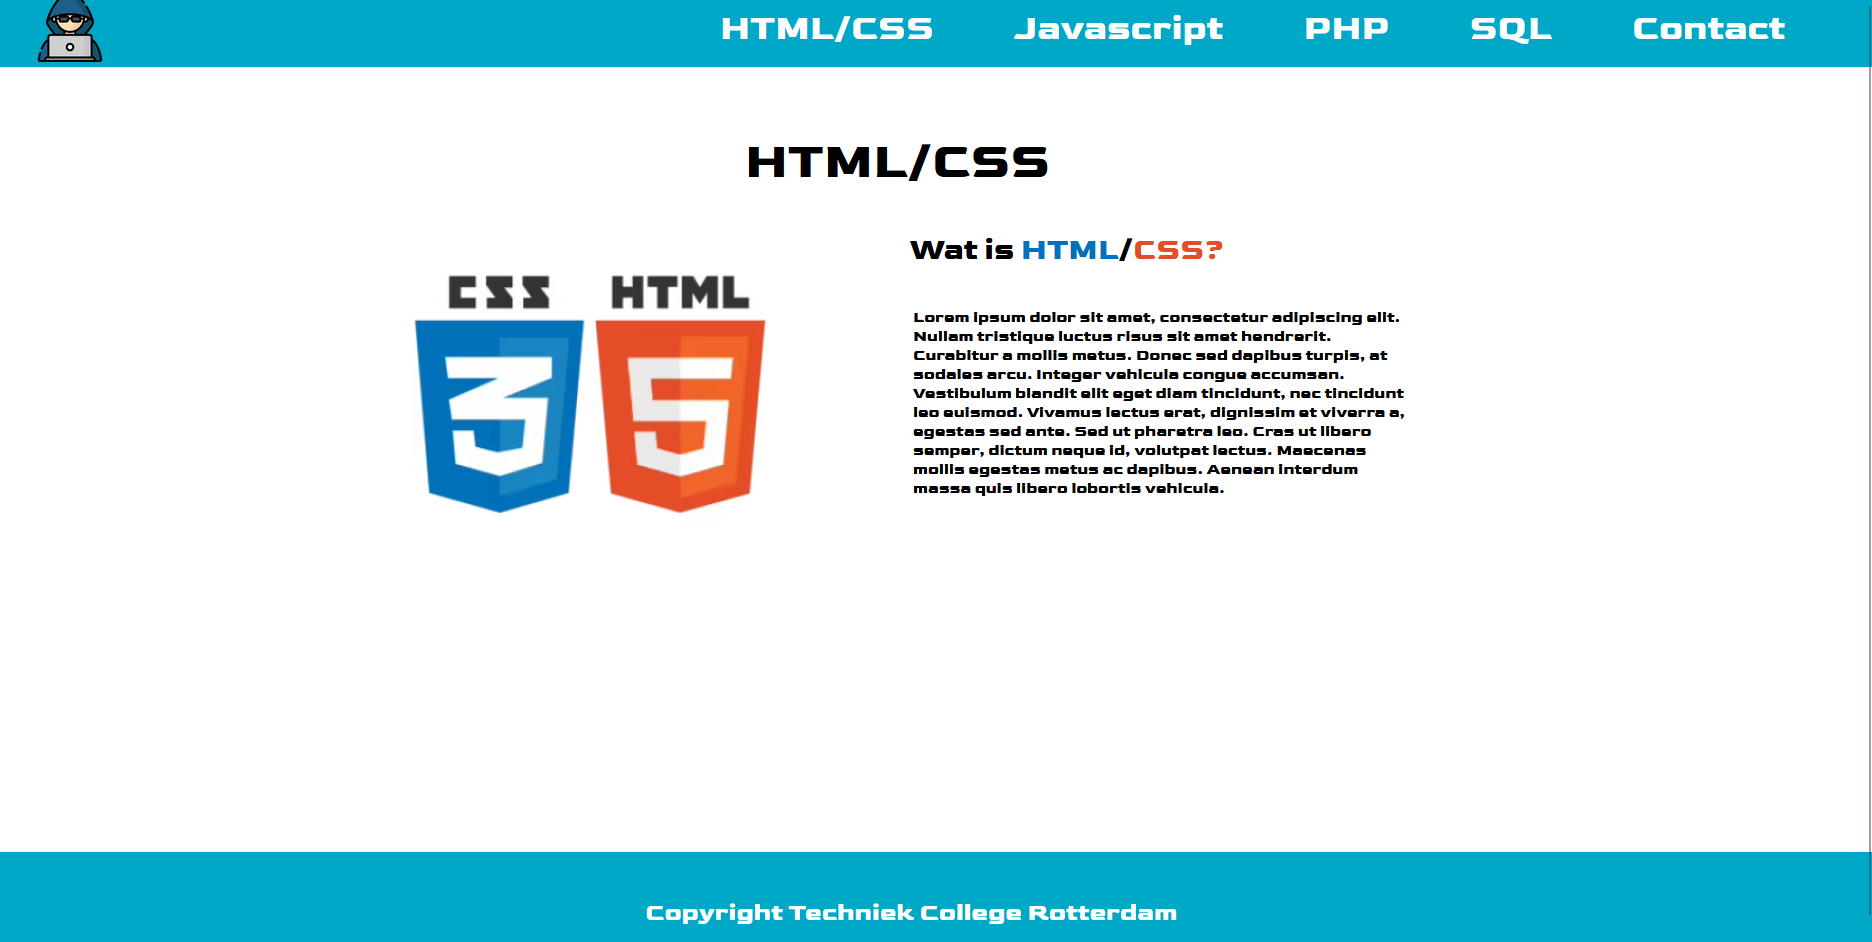 HTML/CSS Javascript PHP SQL Contact
HTML/CSS
Wat is HTML/CSS?
CSS HTML
3 5
Lorem ipsum dolor sit amet, consectetur adipiscing elit.
Nullam tristique luctus risus sit amet hendrerit.
Curabitur a mollis metus. Donec sed dapibus turpis, at
sodales arcu. Integer vehicula congue accumsan.
Vestibulum blandit elit eget diam tincidunt, nec tincidunt
leo euismod. Vivamus lectus erat, dignissim et viverra a,
egestas sed ante. Sed ut pharetra leo. Cras ut libero
semper, dictum neque id, volutpat lectus. Maecenas
mollis egestas metus ac dapibus. Aenean interdum
massa quis libero lobortis vehicula.
Copyright Techniek College Rotterdam